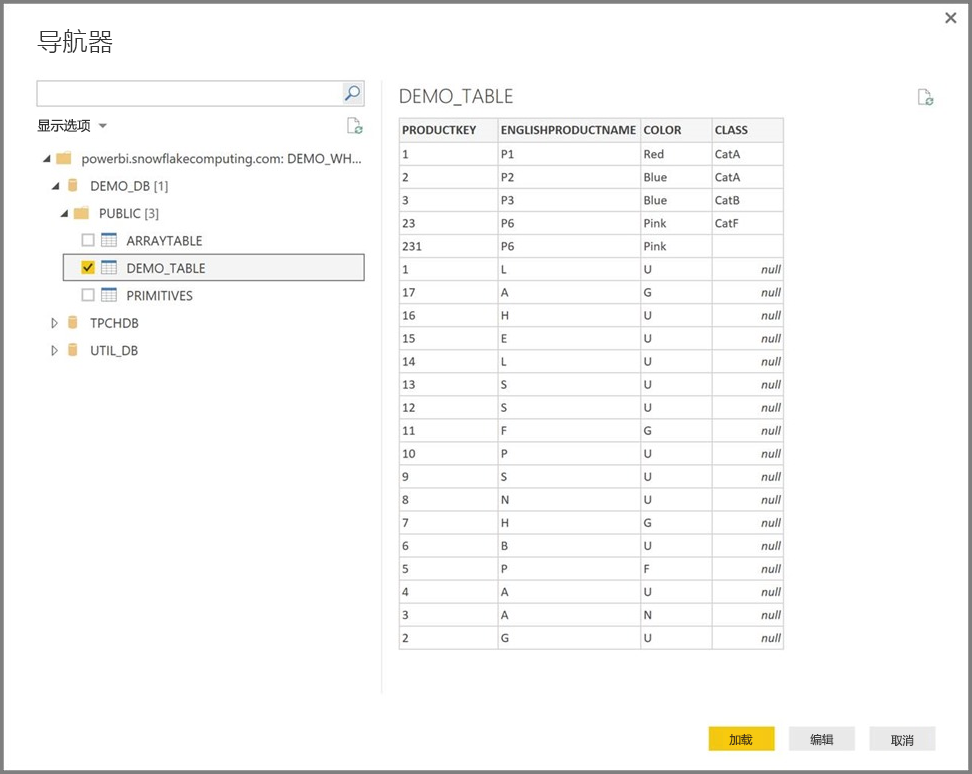 导航器
显示选项
powerbi.snowflakecomputing.com: DEMO_WH...
DEMO_DB [1]
PUBLIC [3]
ARRAYTABLE
DEMO_TABLE
PRIMITIVES
TPCHDB
UTIL_DB
DEMO_TABLE
PRODUCTKEY ENGLISHPRODUCTNAME COLOR CLASS
1 P1 Red CatA
2 P2 Blue CatA
3 P3 Blue CatB
23 P6 Pink CatF
231 P6 Pink
1 L U null
17 A G null
16 H U null
15 E U null
14 L U null
13 S U null
12 S U null
11 F G null
10 P U null
9 S U null
8 N U null
7 H G null
6 B U null
5 P F null
4 A U null
3 A N null
2 G U null
加载 编辑 取消